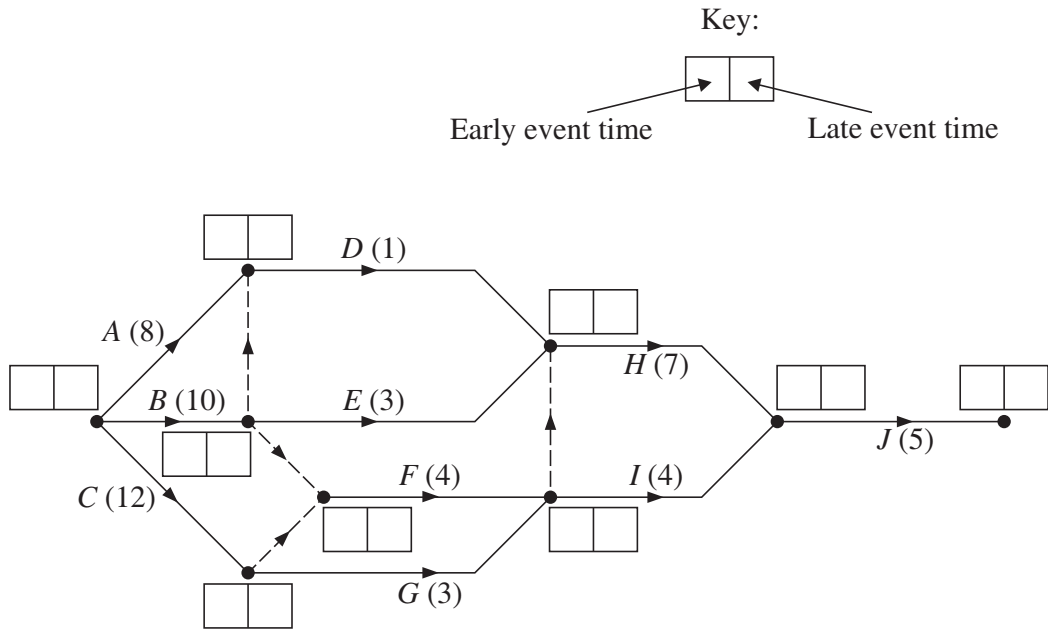 Key:
Early event time
Late event time
D (1)
A (8)
H (7)
B (10)
E (3)
J (5)
F (4)
I (4)
C (12)
G (3)